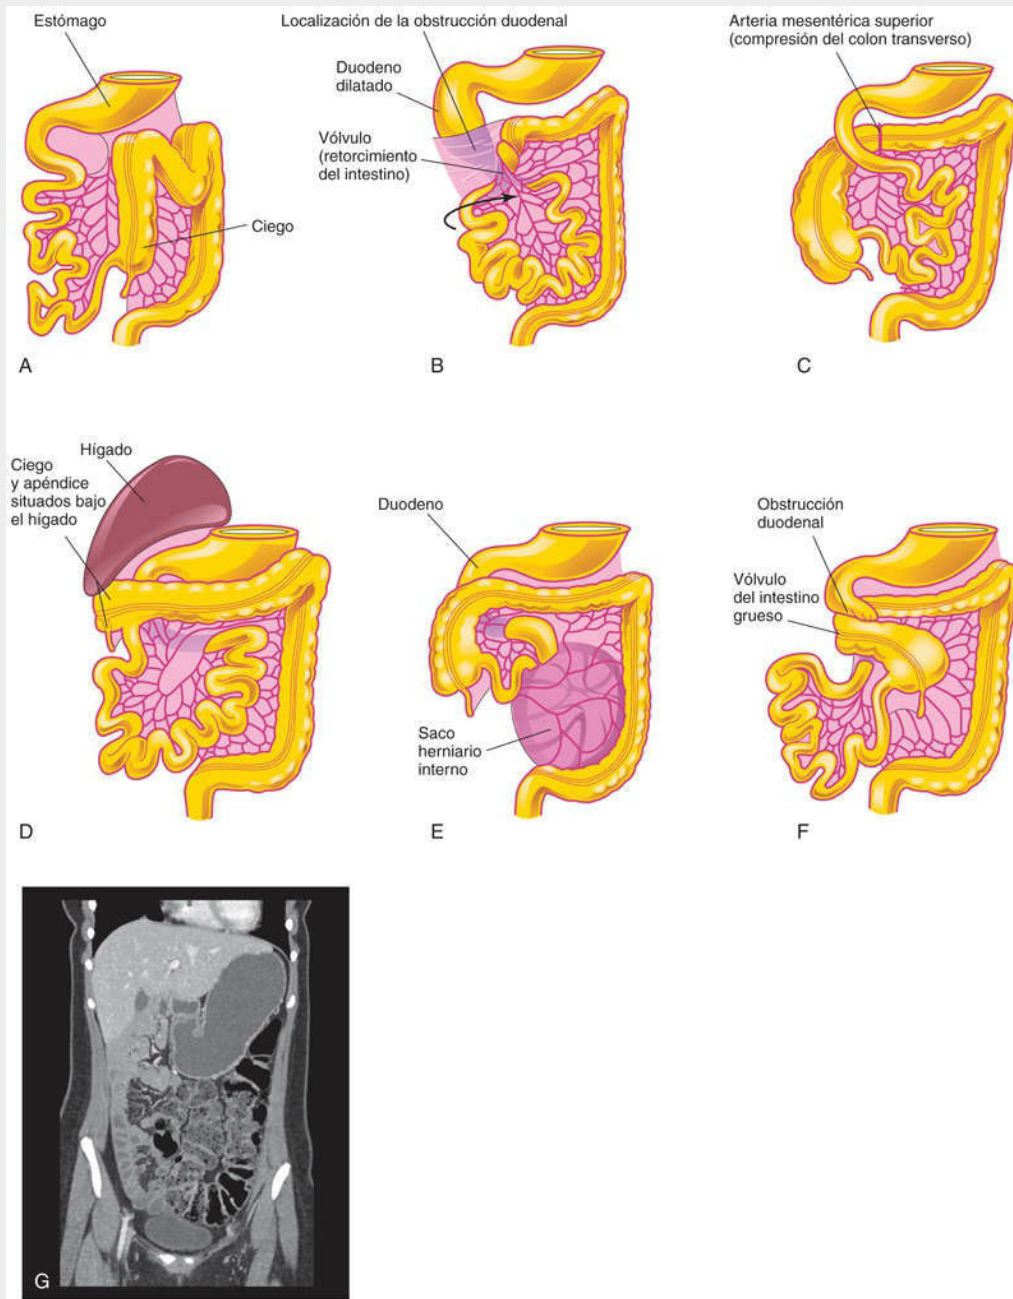 Estómago
Ciego
A
Localización de la obstrucción duodenal
Duodeno
dilatado
Vólvulo
(retorcimiento
del intestino)
B
Arteria mesentérica superior
(compresión del colon transverso)
C
Hígado
Ciego
y apéndice
situados bajo
el hígado
D
Duodeno
Saco
herniario
interno
E
Obstrucción
duodenal
Vólvulo
del intestino
grueso
F
G